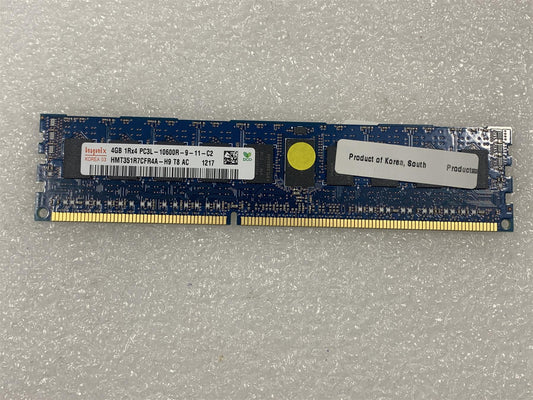 hynix
KOREA 03
4GB 1Rx4 PC3L-10600R-9-11-C2
HMT351R7CFR4A-H9 T8 AC 1217
Product of Korea, South